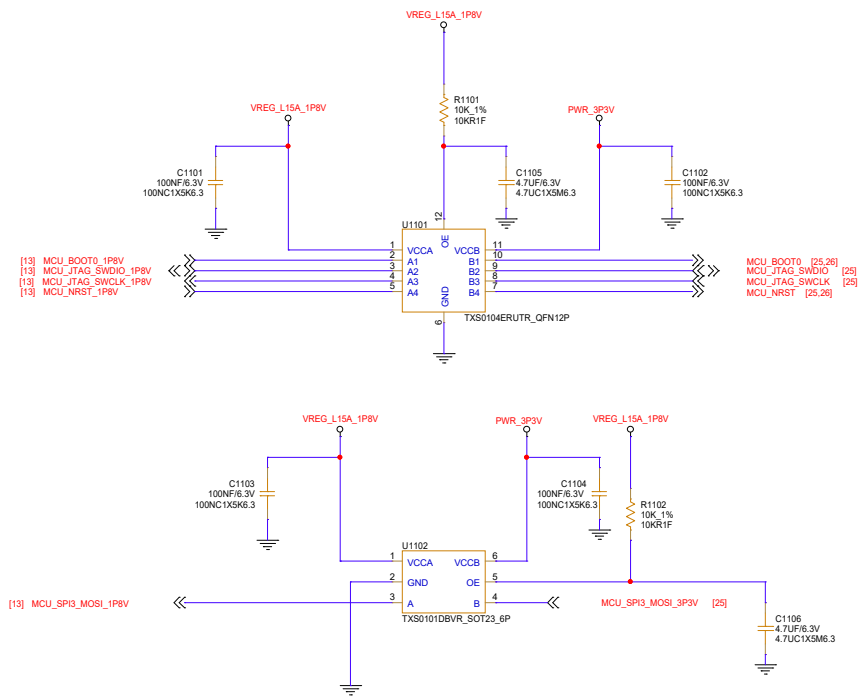 VREG_L15A_1P8V
R1101
10K_1%
10KR1F
VREG_L15A_1P8V
PWR_3P3V
C1101
100NF/6.3V
100NC1X5K6.3
C1105
4.7UF/6.3V
4.7UC1X5M6.3
C1102
100NF/6.3V
100NC1X5K6.3
U1101
12
OE
1 VCCA VCCB 11
[13] MCU_BOOT0_1P8V 2 A1 B1 10 MCU_BOOT0 [25,26]
[13] MCU_JTAG_SWDIO_1P8V 3 A2 B2 9 MCU_JTAG_SWDIO [25]
[13] MCU_JTAG_SWCLK_1P8V 4 A3 B3 8 MCU_JTAG_SWCLK [25]
[13] MCU_NRST_1P8V 5 A4 B4 7 MCU_NRST [25,26]
GND
6
TXS0104ERUTR_QFN12P
VREG_L15A_1P8V
PWR_3P3V
VREG_L15A_1P8V
C1103
100NF/6.3V
100NC1X5K6.3
C1104
100NF/6.3V
100NC1X5K6.3
R1102
10K_1%
10KR1F
U1102
1 VCCA VCCB 6
2 GND OE 5
[13] MCU_SPI3_MOSI_1P8V 3 A B 4 MCU_SPI3_MOSI_3P3V [25]
TXS0101DBVR_SOT23_6P
C1106
4.7UF/6.3V
4.7UC1X5M6.3